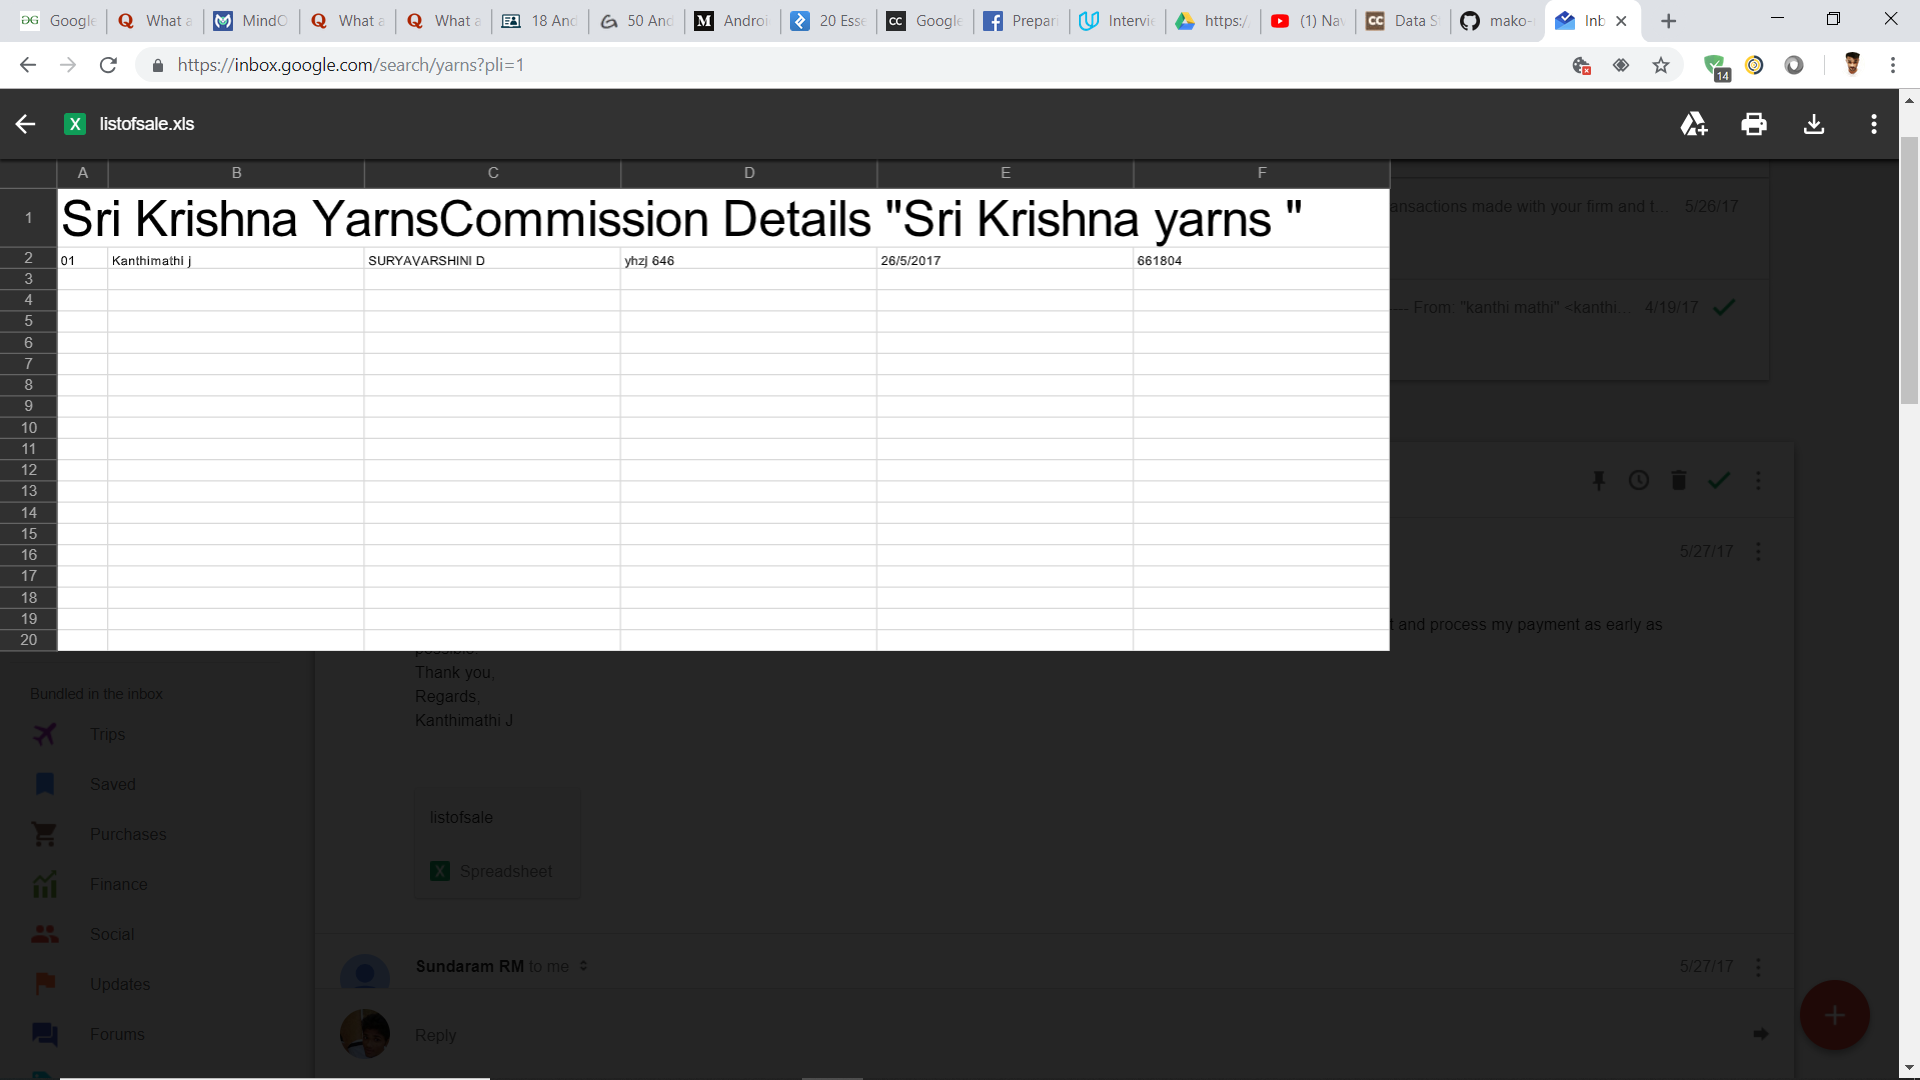 Google
What a
MindO
What a
What a
18 And
50 And
Androi
20 Esse
Google
Prepari
Intervie
https:/
(1) Nav
Data S
mako-
Inb
https://inbox.google.com/search/yarns?pli=1
14
listofsale.xls
A B C D E F
1 Sri Krishna YarnsCommission Details "Sri Krishna yarns "
2 01 Kanthimathi j SURYAVARSHINI D yhzj 646 26/5/2017 661804
3
4
5
6
7
8
9
10
11
12
13
14
15
16
17
18
19
20
ansactions made with your firm and t... 5/26/17
— From: "kanthi mathi" <kanthi... 4/19/17
5/27/17
t and process my payment as early as
possible.
Thank you,
Regards,
Kanthimathi J
listofsale
Spreadsheet
Bundled in the inbox
Trips
Saved
Purchases
Finance
Social
Updates
Forums
Sundaram RM to me 5/27/17
Reply